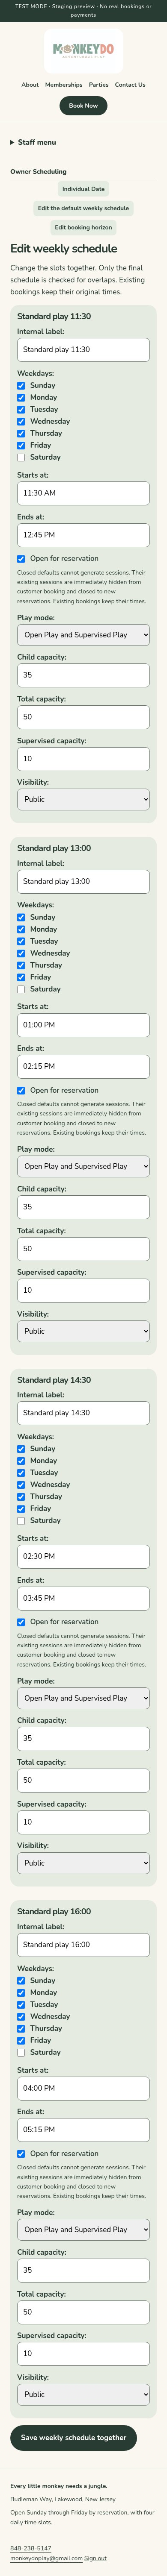 TEST MODE · Staging preview · No real bookings or
payments
MONKEYDO
ADVENTUROUS PLAY
About Memberships Parties Contact Us
Book Now
Staff menu
Owner Scheduling
Individual Date
Edit the default weekly schedule
Edit booking horizon
Edit weekly schedule
Change the slots together. Only the final
schedule is checked for overlaps. Existing
bookings keep their original times.
Standard play 11:30
Internal label:
Standard play 11:30
Weekdays:
Sunday
Monday
Tuesday
Wednesday
Thursday
Friday
Saturday
Starts at:
11:30 AM
Ends at:
12:45 PM
Open for reservation
Closed defaults cannot generate sessions. Their
existing sessions are immediately hidden from
customer booking and closed to new
reservations. Existing bookings keep their times.
Play mode:
Open Play and Supervised Play
Child capacity:
35
Total capacity:
50
Supervised capacity:
10
Visibility:
Public
Standard play 13:00
Internal label:
Standard play 13:00
Weekdays:
Sunday
Monday
Tuesday
Wednesday
Thursday
Friday
Saturday
Starts at:
01:00 PM
Ends at:
02:15 PM
Open for reservation
Closed defaults cannot generate sessions. Their
existing sessions are immediately hidden from
customer booking and closed to new
reservations. Existing bookings keep their times.
Play mode:
Open Play and Supervised Play
Child capacity:
35
Total capacity:
50
Supervised capacity:
10
Visibility:
Public
Standard play 14:30
Internal label:
Standard play 14:30
Weekdays:
Sunday
Monday
Tuesday
Wednesday
Thursday
Friday
Saturday
Starts at:
02:30 PM
Ends at:
03:45 PM
Open for reservation
Closed defaults cannot generate sessions. Their
existing sessions are immediately hidden from
customer booking and closed to new
reservations. Existing bookings keep their times.
Play mode:
Open Play and Supervised Play
Child capacity:
35
Total capacity:
50
Supervised capacity:
10
Visibility:
Public
Standard play 16:00
Internal label:
Standard play 16:00
Weekdays:
Sunday
Monday
Tuesday
Wednesday
Thursday
Friday
Saturday
Starts at:
04:00 PM
Ends at:
05:15 PM
Open for reservation
Closed defaults cannot generate sessions. Their
existing sessions are immediately hidden from
customer booking and closed to new
reservations. Existing bookings keep their times.
Play mode:
Open Play and Supervised Play
Child capacity:
35
Total capacity:
50
Supervised capacity:
10
Visibility:
Public
Save weekly schedule together
Every little monkey needs a jungle.
Budleman Way, Lakewood, New Jersey
Open Sunday through Friday by reservation, with four
daily time slots.
848-238-5147
monkeydoplay@gmail.com Sign out